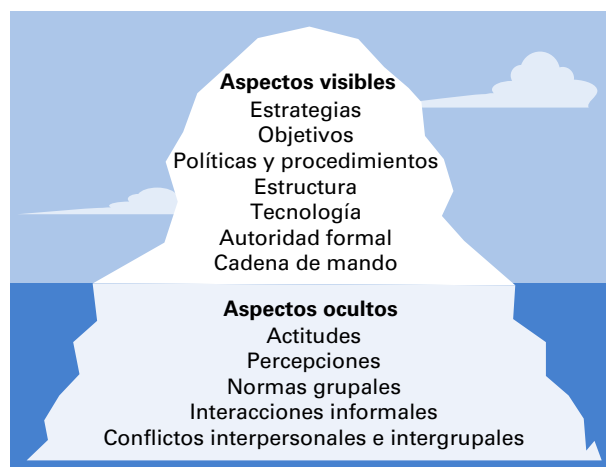 Aspectos visibles
Estrategias
Objetivos
Políticas y procedimientos
Estructura
Tecnología
Autoridad formal
Cadena de mando
Aspectos ocultos
Actitudes
Percepciones
Normas grupales
Interacciones informales
Conflictos interpersonales e intergrupales